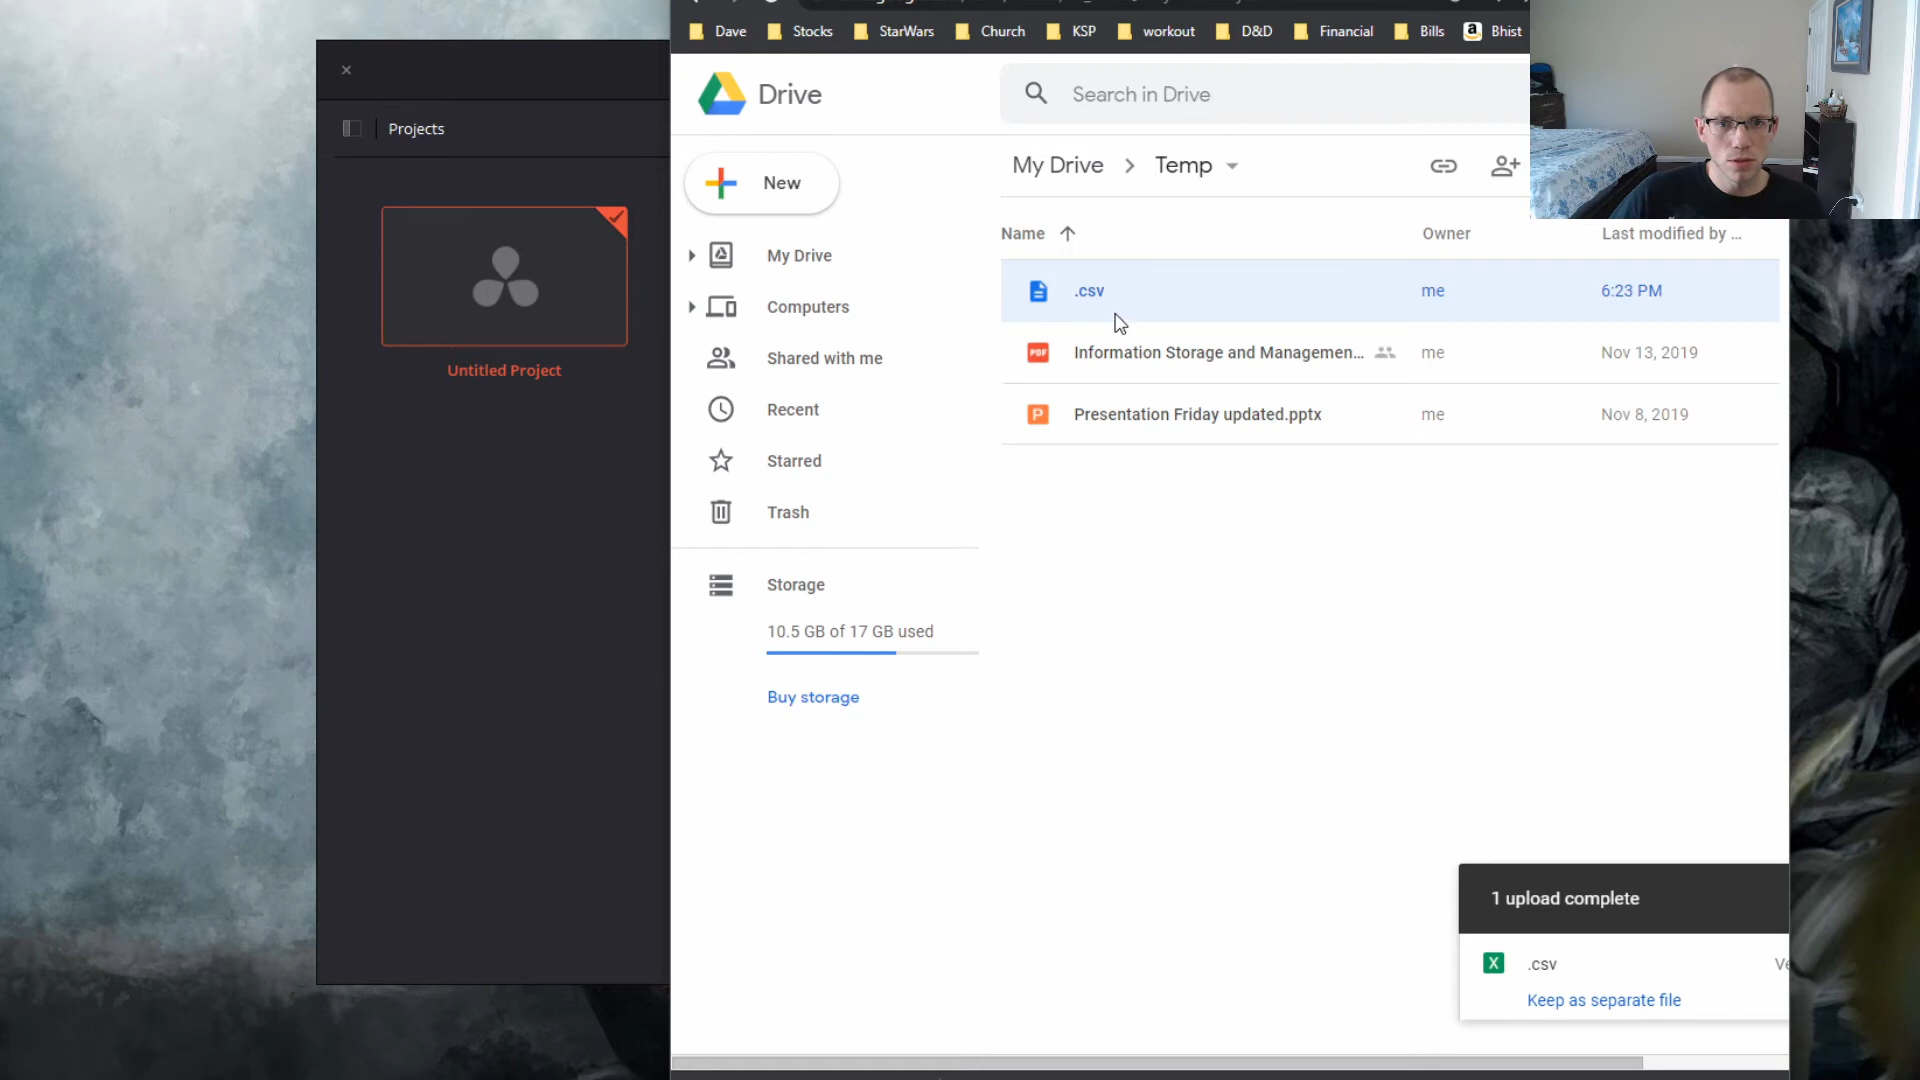 Dave
Stocks
StarWars
Church
KSP
workout
D&D
Financial
Bills
Bhist
Projects
Untitled Project
Drive
Search in Drive
New
My Drive
Computers
Shared with me
Recent
Starred
Trash
Storage
10.5 GB of 17 GB used
Buy storage
My Drive > Temp
Name
Owner
Last modified by ...
.csv
me
6:23 PM
PDF
Information Storage and Managemen...
me
Nov 13, 2019
P
Presentation Friday updated.pptx
me
Nov 8, 2019
1 upload complete
X
.csv
Keep as separate file